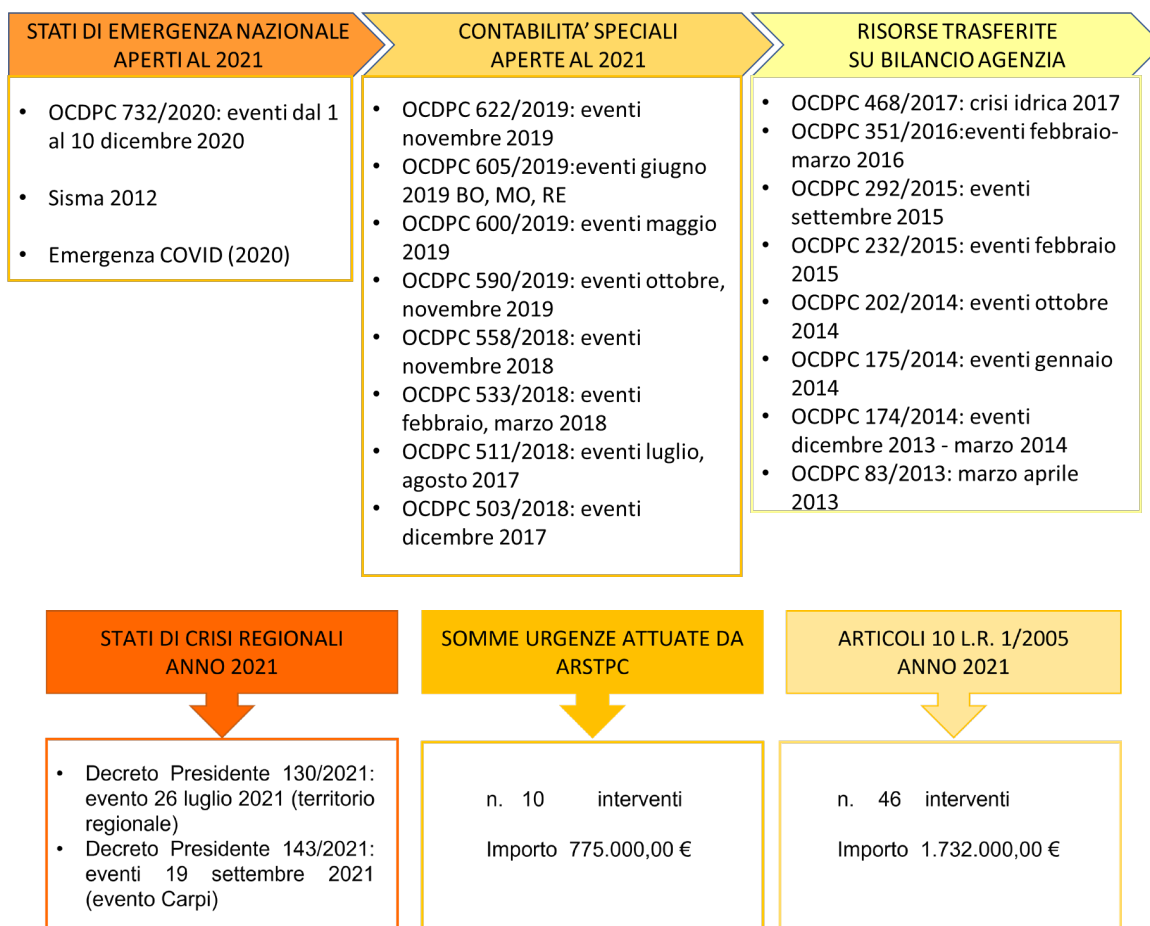 STATI DI EMERGENZA NAZIONALE
APERTI AL 2021
• OCDPC 732/2020: eventi dal 1
al 10 dicembre 2020
• Sisma 2012
• Emergenza COVID (2020)
CONTABILITA' SPECIALI
APERTE AL 2021
• OCDPC 622/2019: eventi
novembre 2019
• OCDPC 605/2019:eventi giugno
2019 BO, MO, RE
• OCDPC 600/2019: eventi maggio
2019
• OCDPC 590/2019: eventi ottobre,
novembre 2019
• OCDPC 558/2018: eventi
novembre 2018
• OCDPC 533/2018: eventi
febbraio, marzo 2018
• OCDPC 511/2018: eventi luglio,
agosto 2017
• OCDPC 503/2018: eventi
dicembre 2017
RISORSE TRASFERITE
SU BILANCIO AGENZIA
• OCDPC 468/2017: crisi idrica 2017
• OCDPC 351/2016:eventi febbraio-
marzo 2016
• OCDPC 292/2015: eventi
settembre 2015
• OCDPC 232/2015: eventi febbraio
2015
• OCDPC 202/2014: eventi ottobre
2014
• OCDPC 175/2014: eventi gennaio
2014
• OCDPC 174/2014: eventi
dicembre 2013 - marzo 2014
• OCDPC 83/2013: marzo aprile
2013
STATI DI CRISI REGIONALI
ANNO 2021
• Decreto Presidente 130/2021:
evento 26 luglio 2021 (territorio
regionale)
• Decreto Presidente 143/2021:
eventi 19 settembre 2021
(evento Carpi)
SOMME URGENZE ATTUATE DA
ARSTPC
n. 10 interventi
Importo 775.000,00 €
ARTICOLI 10 L.R. 1/2005
ANNO 2021
n. 46 interventi
Importo 1.732.000,00 €